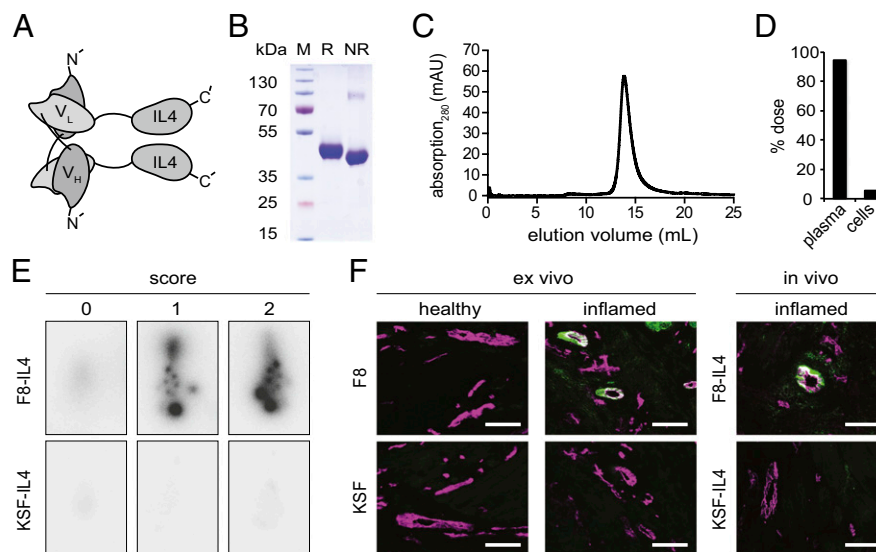 A
N′
V_L
IL4
C′
V_H
IL4
C′
N′
B
kDa M R NR
130
70
55
35
25
15
C
absorption₂₈₀ (mAU)
70
60
50
40
30
20
10
0
0 5 10 15 20 25
elution volume (mL)
D
% dose
100
80
60
40
20
0
plasma
cells
E
score
0 1 2
F8-IL4
KSF-IL4
F
ex vivo in vivo
healthy inflamed inflamed
F8
F8-IL4
KSF
KSF-IL4